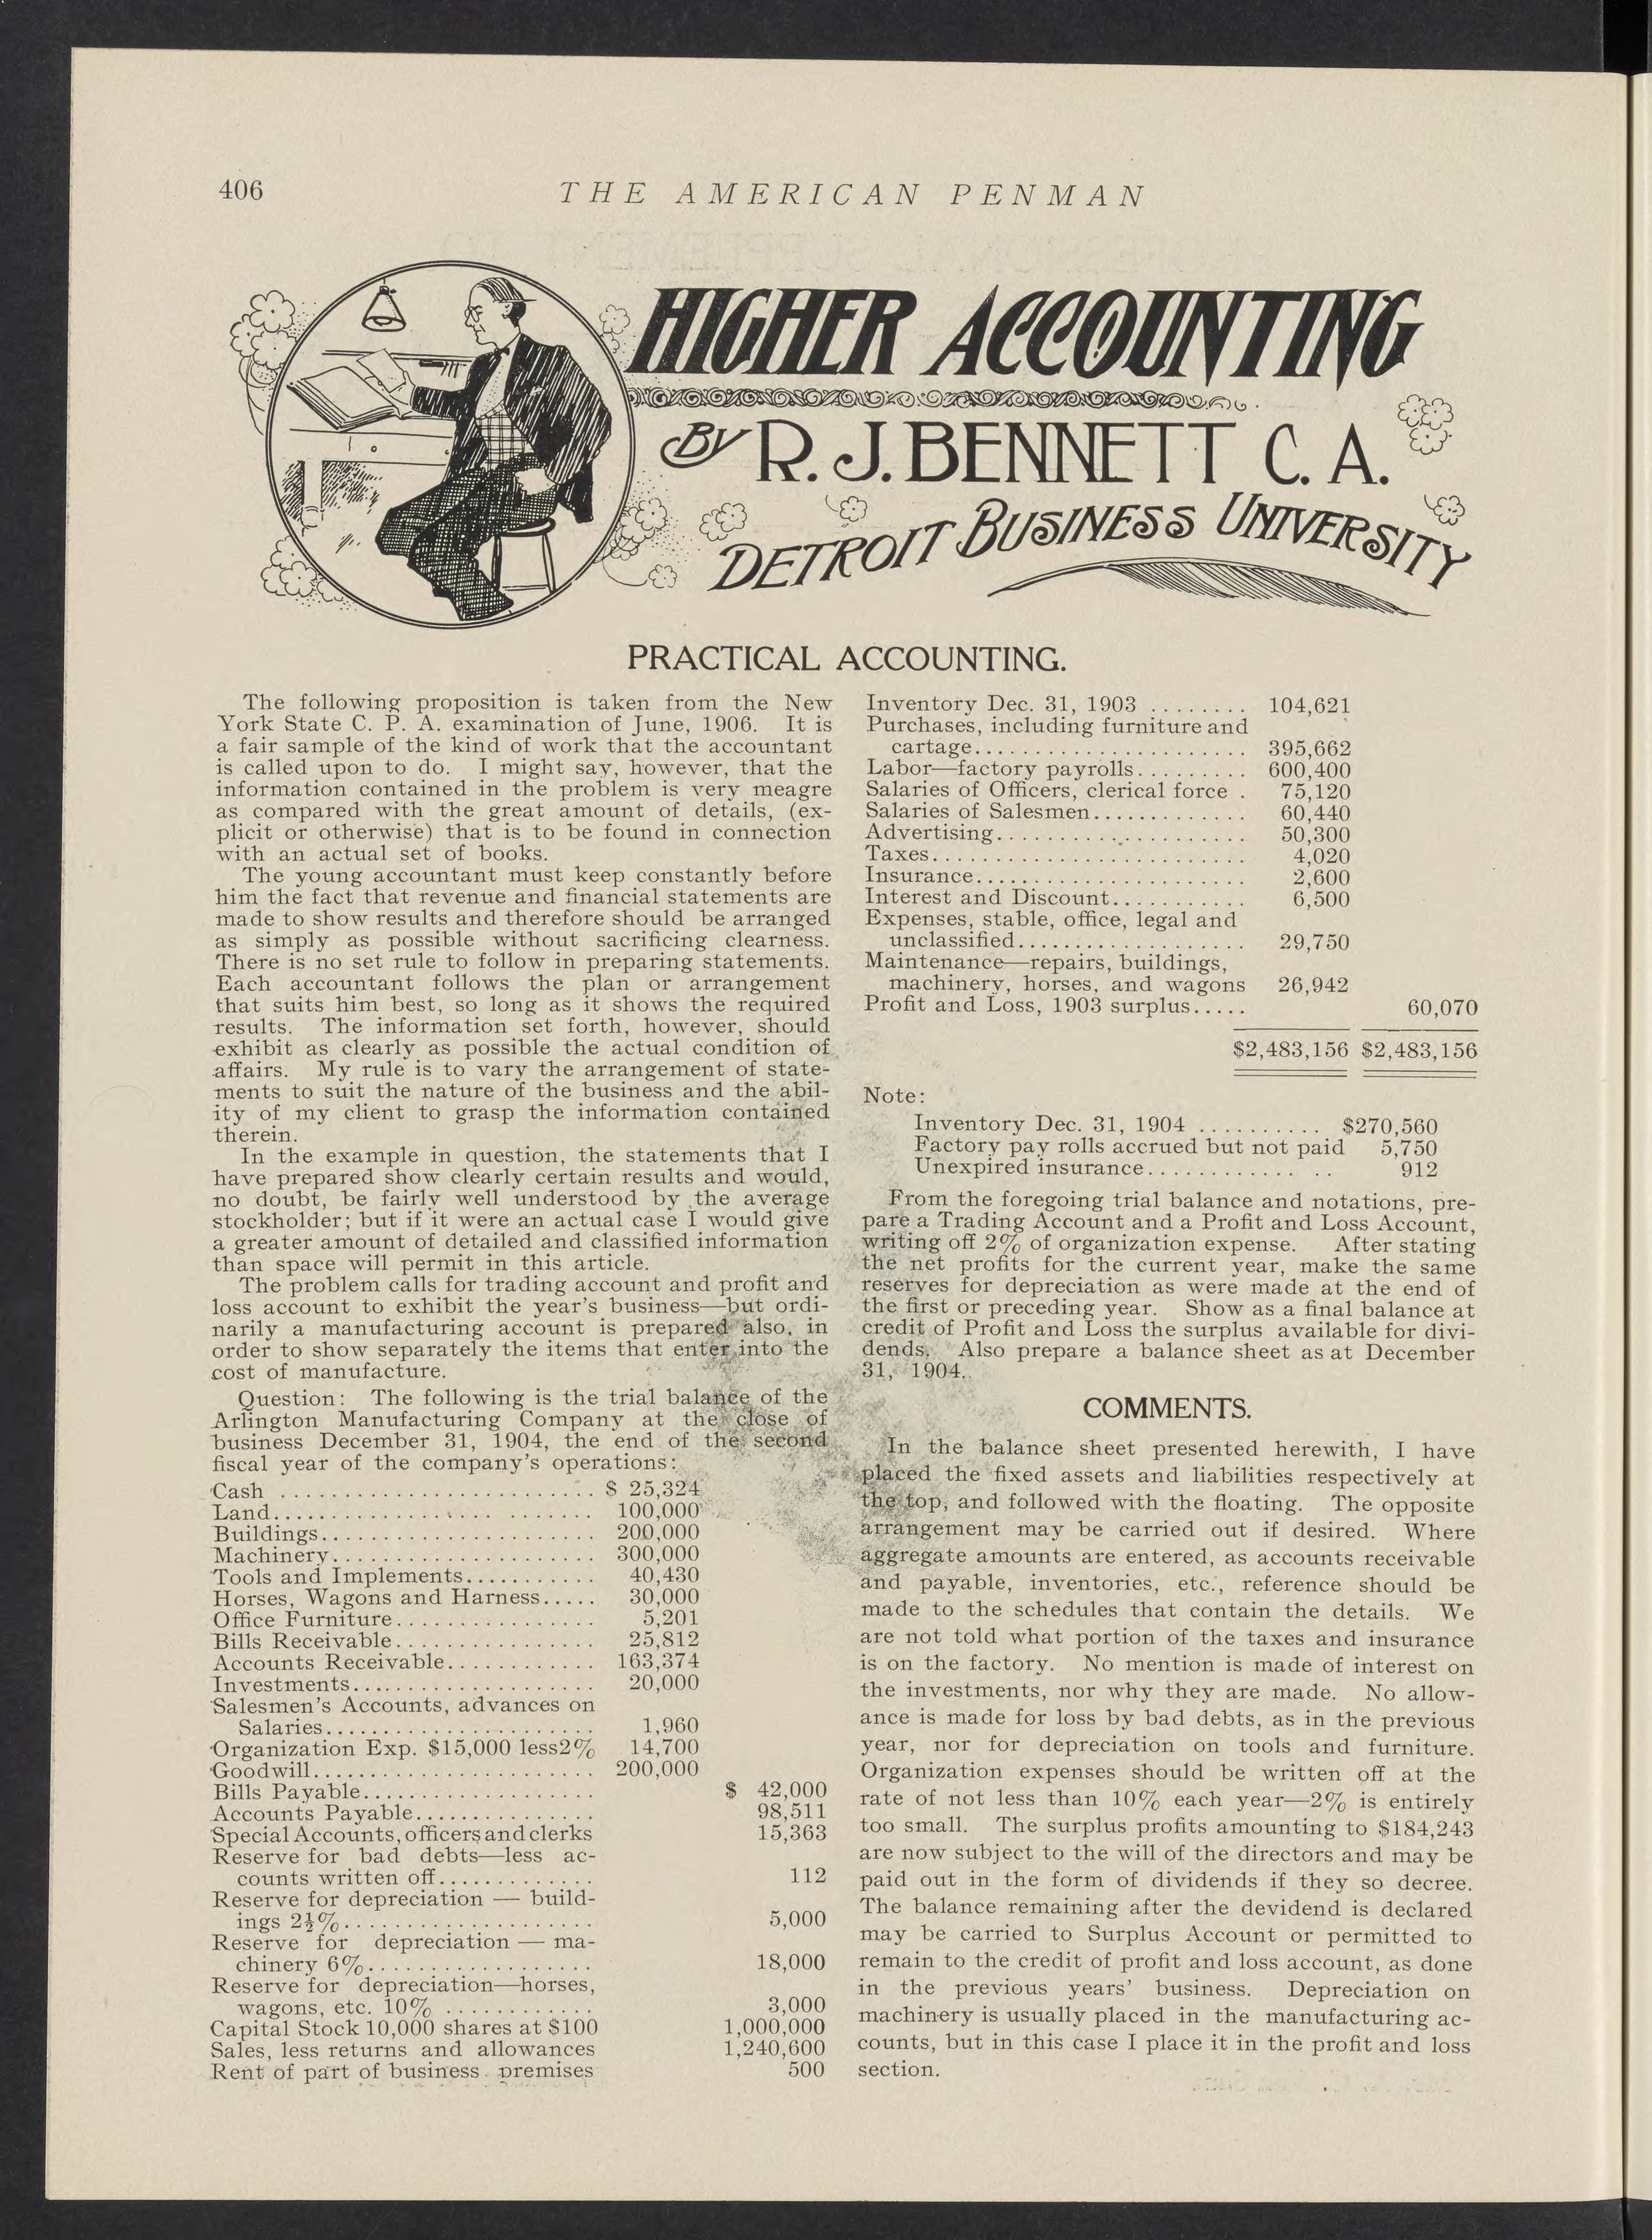 406
THE AMERICAN PENMAN
HIGHER ACCOUNTING
BY R. J. BENNETT C. A.
DETROIT BUSINESS UNIVERSITY
PRACTICAL ACCOUNTING.
The following proposition is taken from the New
York State C. P. A. examination of June, 1906. It is
a fair sample of the kind of work that the accountant
is called upon to do. I might say, however, that the
information contained in the problem is very meagre
as compared with the great amount of details, (ex-
plicit or otherwise) that is to be found in connection
with an actual set of books.
The young accountant must keep constantly before
him the fact that revenue and financial statements are
made to show results and therefore should be arranged
as simply as possible without sacrificing clearness.
There is no set rule to follow in preparing statements.
Each accountant follows the plan or arrangement
that suits him best, so long as it shows the required
results. The information set forth, however, should
exhibit as clearly as possible the actual condition of
affairs. My rule is to vary the arrangement of state-
ments to suit the nature of the business and the abil-
ity of my client to grasp the information contained
therein.
In the example in question, the statements that I
have prepared show clearly certain results and would,
no doubt, be fairly well understood by the average
stockholder; but if it were an actual case I would give
a greater amount of detailed and classified information
than space will permit in this article.
The problem calls for trading account and profit and
loss account to exhibit the year's business—but ordi-
narily a manufacturing account is prepared also, in
order to show separately the items that enter into the
cost of manufacture.
Question: The following is the trial balance of the
Arlington Manufacturing Company at the close of
business December 31, 1904, the end of the second
fiscal year of the company's operations:
Cash ......................... $ 25,324
Land......................... 100,000
Buildings...................... 200,000
Machinery..................... 300,000
Tools and Implements........... 40,430
Horses, Wagons and Harness..... 30,000
Office Furniture................ 5,201
Bills Receivable................ 25,812
Accounts Receivable............ 163,374
Investments.................... 20,000
Salesmen's Accounts, advances on
Salaries...................... 1,960
Organization Exp. $15,000 less2% 14,700
Goodwill....................... 200,000
Bills Payable................... $ 42,000
Accounts Payable............... 98,511
Special Accounts, officers and clerks 15,363
Reserve for bad debts—less ac-
counts written off............. 112
Reserve for depreciation — build-
ings 2½%.................... 5,000
Reserve for depreciation — ma-
chinery 6%.................. 18,000
Reserve for depreciation—horses,
wagons, etc. 10% ............ 3,000
Capital Stock 10,000 shares at $100 1,000,000
Sales, less returns and allowances 1,240,600
Rent of part of business premises 500
Inventory Dec. 31, 1903 ........ 104,621
Purchases, including furniture and
cartage...................... 395,662
Labor—factory payrolls......... 600,400
Salaries of Officers, clerical force . 75,120
Salaries of Salesmen............. 60,440
Advertising..................... 50,300
Taxes.......................... 4,020
Insurance...................... 2,600
Interest and Discount........... 6,500
Expenses, stable, office, legal and
unclassified................... 29,750
Maintenance—repairs, buildings,
machinery, horses, and wagons 26,942
Profit and Loss, 1903 surplus..... 60,070
$2,483,156 $2,483,156
Note:
Inventory Dec. 31, 1904 .......... $270,560
Factory pay rolls accrued but not paid 5,750
Unexpired insurance............ .. 912
From the foregoing trial balance and notations, pre-
pare a Trading Account and a Profit and Loss Account,
writing off 2% of organization expense. After stating
the net profits for the current year, make the same
reserves for depreciation as were made at the end of
the first or preceding year. Show as a final balance at
credit of Profit and Loss the surplus available for divi-
dends. Also prepare a balance sheet as at December
31, 1904.
COMMENTS.
In the balance sheet presented herewith, I have
placed the fixed assets and liabilities respectively at
the top, and followed with the floating. The opposite
arrangement may be carried out if desired. Where
aggregate amounts are entered, as accounts receivable
and payable, inventories, etc., reference should be
made to the schedules that contain the details. We
are not told what portion of the taxes and insurance
is on the factory. No mention is made of interest on
the investments, nor why they are made. No allow-
ance is made for loss by bad debts, as in the previous
year, nor for depreciation on tools and furniture.
Organization expenses should be written off at the
rate of not less than 10% each year—2% is entirely
too small. The surplus profits amounting to $184,243
are now subject to the will of the directors and may be
paid out in the form of dividends if they so decree.
The balance remaining after the devidend is declared
may be carried to Surplus Account or permitted to
remain to the credit of profit and loss account, as done
in the previous years' business. Depreciation on
machinery is usually placed in the manufacturing ac-
counts, but in this case I place it in the profit and loss
section.